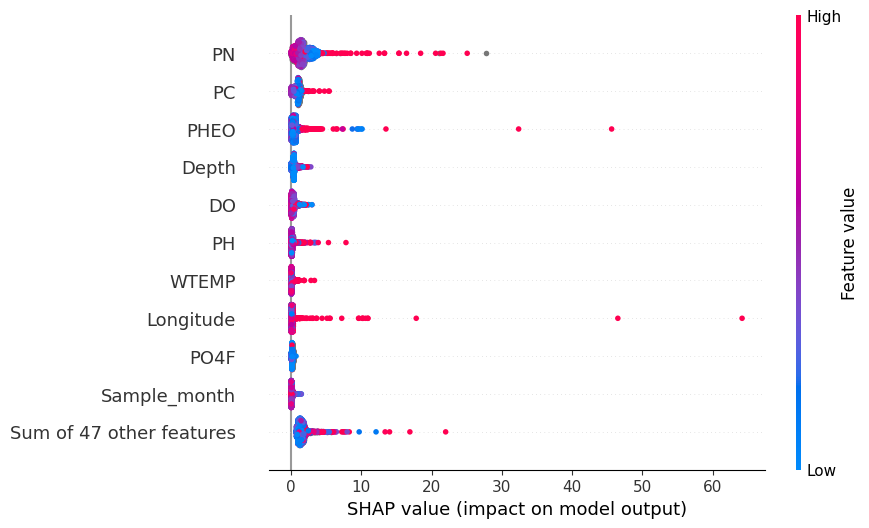 High
PN
PC
PHEO
Depth
DO
PH
WTEMP
Longitude
PO4F
Sample_month
Sum of 47 other features
Feature value
Low
0 10 20 30 40 50 60
SHAP value (impact on model output)